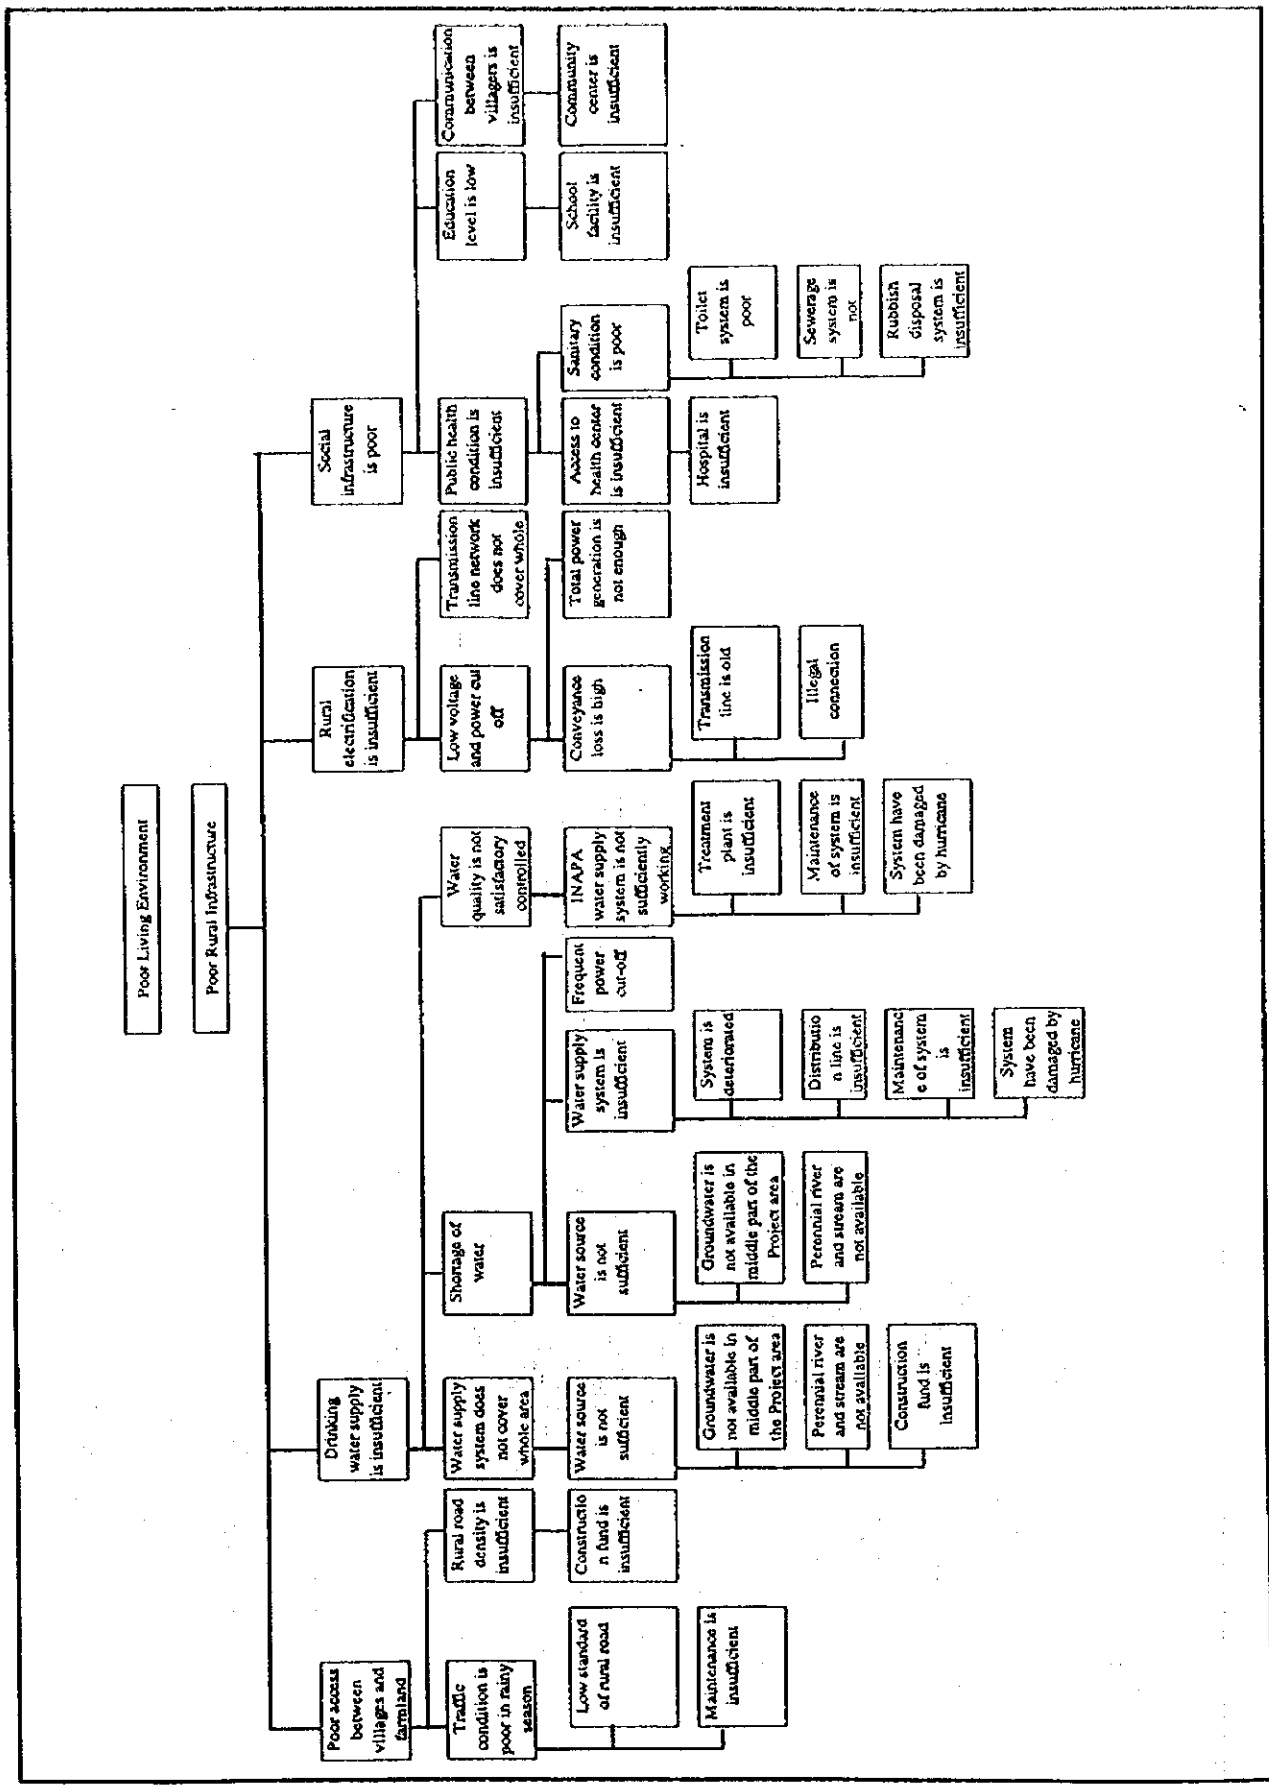 Poor Living Environment
Poor Rural Infrastructure
Poor access
between
villages and
farmland
Drinking
water supply
is insufficient
Rural
electrification
is insufficient
Social
infrastructure
is poor
Traffic
condition is
poor in rainy
season
Rural road
density is
insufficient
Water supply
system does
not cover
whole area
Shortage of
water
Water
quality is not
satisfactory
controlled
Low voltage
and power cut
off
Transmission
line network
does not
cover whole
Public health
condition is
insufficient
Education
level is low
Communication
between
villagers is
insufficient
Low standard
of rural road
Constructio
n fund is
insufficient
Water source
is not
sufficient
Water source
is not
sufficient
Water supply
system is
insufficient
Frequent
power
cut-off
INAPA
water supply
system is not
sufficiently
working
Conveyance
loss is high
Total power
generation is
not enough
Access to
health center
is insufficient
Sanitary
condition
is poor
School
facility is
insufficient
Community
center is
insufficient
Maintenance is
insufficient
Groundwater is
not available in
middle part of
the Project area
Groundwater is
not available in
middle part of the
Project area
System is
deteriorated
Treatment
plant is
insufficient
Transmission
line is old
Hospital is
insufficient
Toilet
system is
poor
Perennial river
and stream are
not available
Perennial river
and stream are
not available
Distributio
n line is
insufficient
Maintenance
of system is
insufficient
Illegal
connection
Sewerage
system is
not
Construction
fund is
insufficient
Maintenanc
e of system
is
insufficient
System have
been damaged
by hurricane
Rubbish
disposal
system is
insufficient
System
have been
damaged by
hurricane